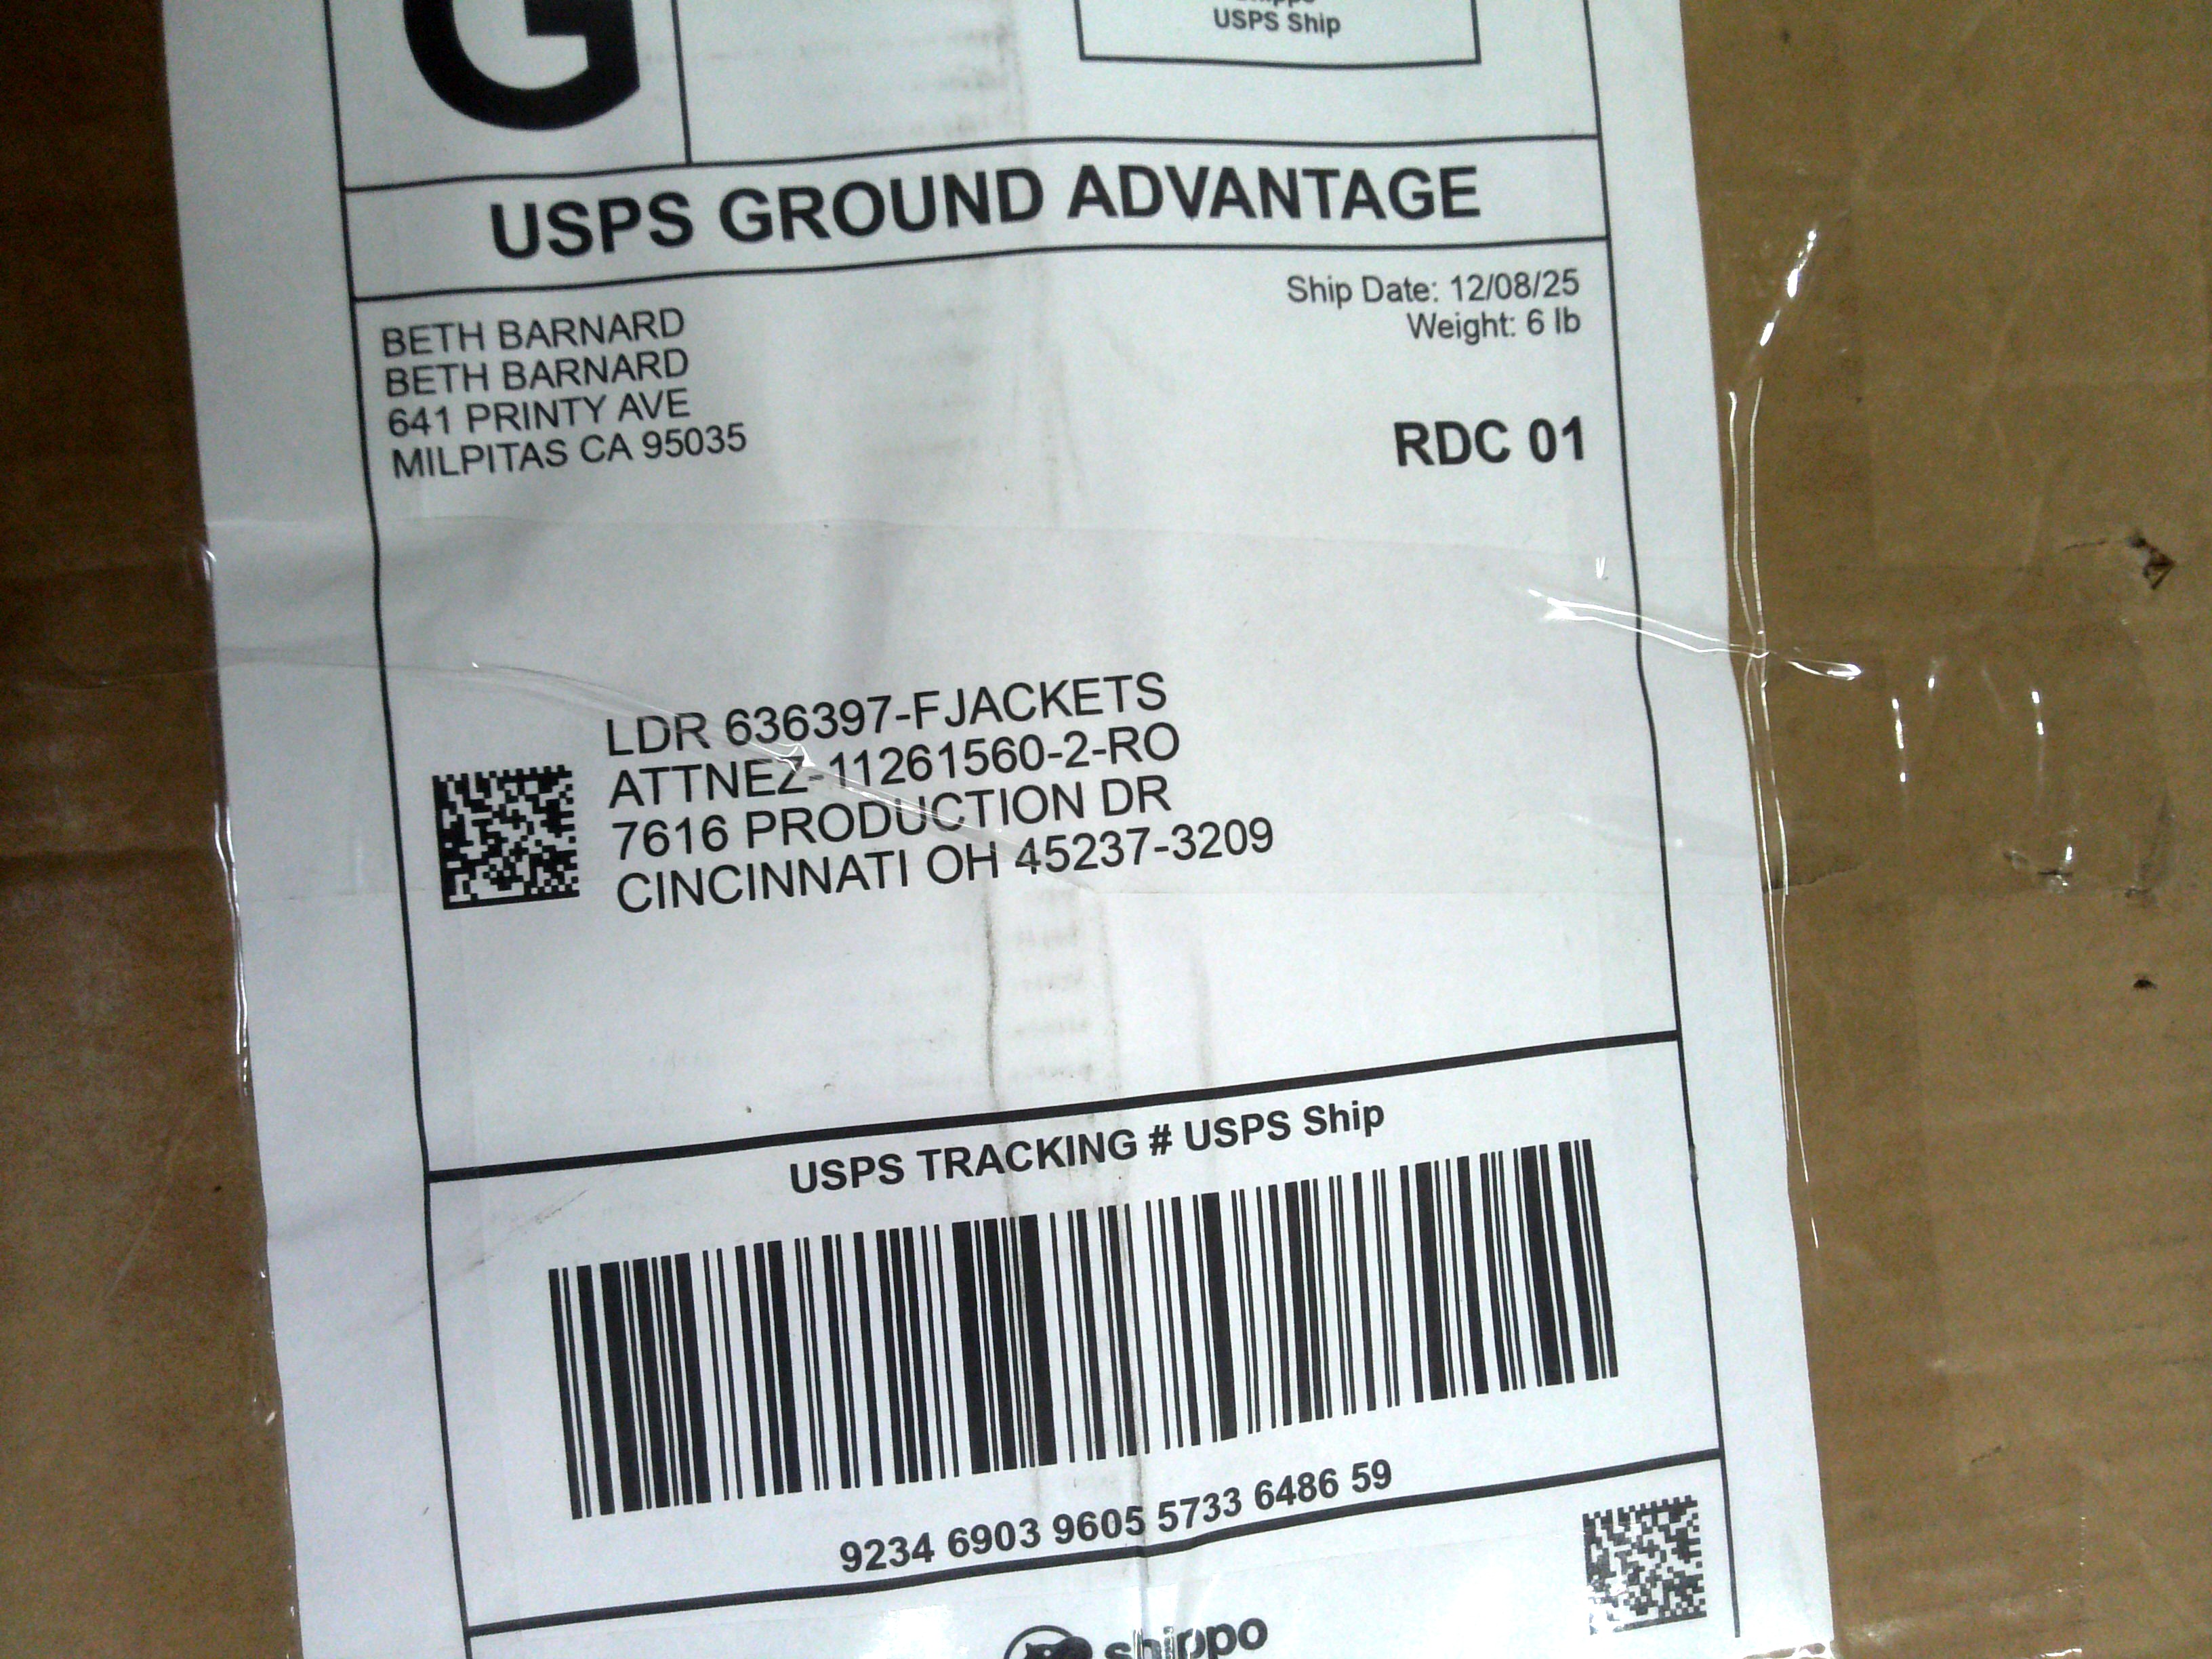 G
USPS Ship
USPS GROUND ADVANTAGE
Ship Date: 12/08/25
Weight: 6 lb
BETH BARNARD
BETH BARNARD
641 PRINTY AVE
MILPITAS CA 95035
RDC 01
LDR 636397-FJACKETS
ATTNEZ-11261560-2-RO
7616 PRODUCTION DR
CINCINNATI OH 45237-3209
USPS TRACKING # USPS Ship
9234 6903 9605 5733 6486 59
shippo